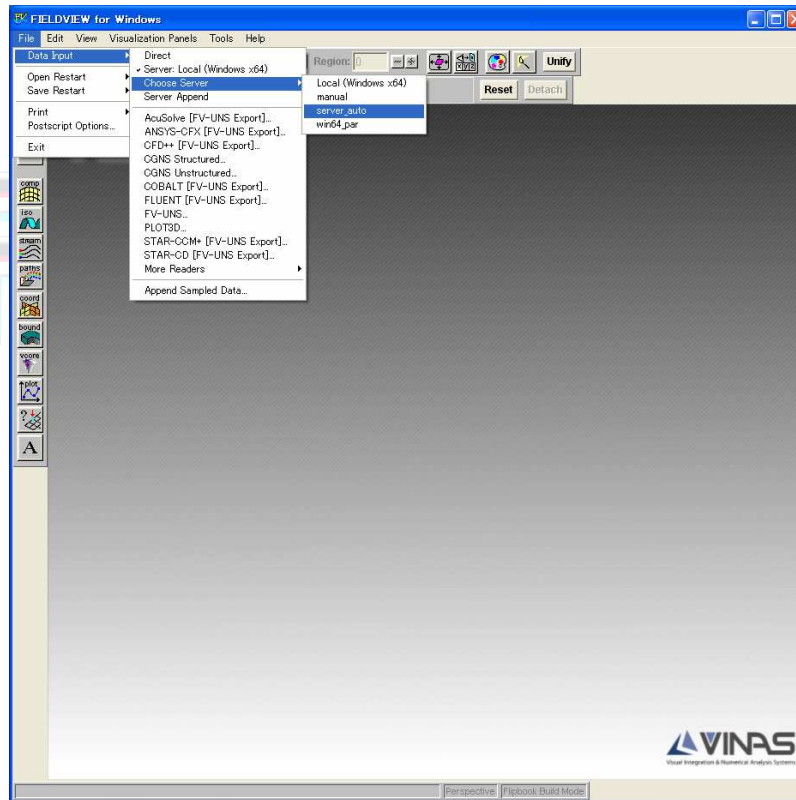 FIELDVIEW for Windows
File Edit View Visualization Panels Tools Help
Data Input
Open Restart
Save Restart
Print
Postscript Options...
Exit
Direct
Server: Local (Windows x64)
Choose Server
Server Append
AcuSolve [FV-UNS Export]...
ANSYS-CFX [FV-UNS Export]...
CFD++ [FV-UNS Export]...
CGNS Structured...
CGNS Unstructured...
COBALT [FV-UNS Export]...
FLUENT [FV-UNS Export]...
FV-UNS...
PLOT3D...
STAR-CCM+ [FV-UNS Export]...
STAR-CD [FV-UNS Export]...
More Readers
Append Sampled Data...
Local (Windows x64)
manual
server_auto
win64_par
Region: 0
Unify
Reset Detach
comp
iso
stream
paths
coord
bound
vcore
plot
A
VINAS
Visual Integration & Numerical Analysis Systems
Perspective Flipbook Build Mode